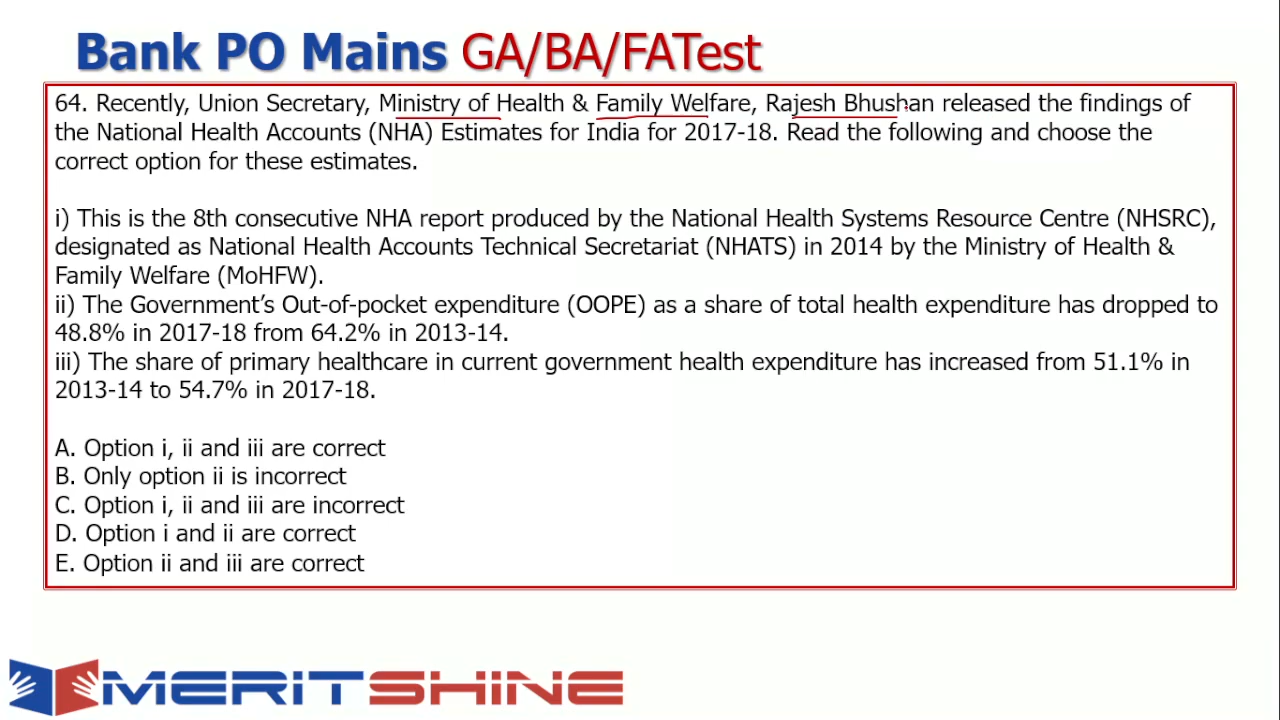 Bank PO Mains GA/BA/FATest
64. Recently, Union Secretary, Ministry of Health & Family Welfare, Rajesh Bhushan released the findings of
the National Health Accounts (NHA) Estimates for India for 2017-18. Read the following and choose the
correct option for these estimates.
i) This is the 8th consecutive NHA report produced by the National Health Systems Resource Centre (NHSRC),
designated as National Health Accounts Technical Secretariat (NHATS) in 2014 by the Ministry of Health &
Family Welfare (MoHFW).
ii) The Government’s Out-of-pocket expenditure (OOPE) as a share of total health expenditure has dropped to
48.8% in 2017-18 from 64.2% in 2013-14.
iii) The share of primary healthcare in current government health expenditure has increased from 51.1% in
2013-14 to 54.7% in 2017-18.
A. Option i, ii and iii are correct
B. Only option ii is incorrect
C. Option i, ii and iii are incorrect
D. Option i and ii are correct
E. Option ii and iii are correct
MERITSHINE